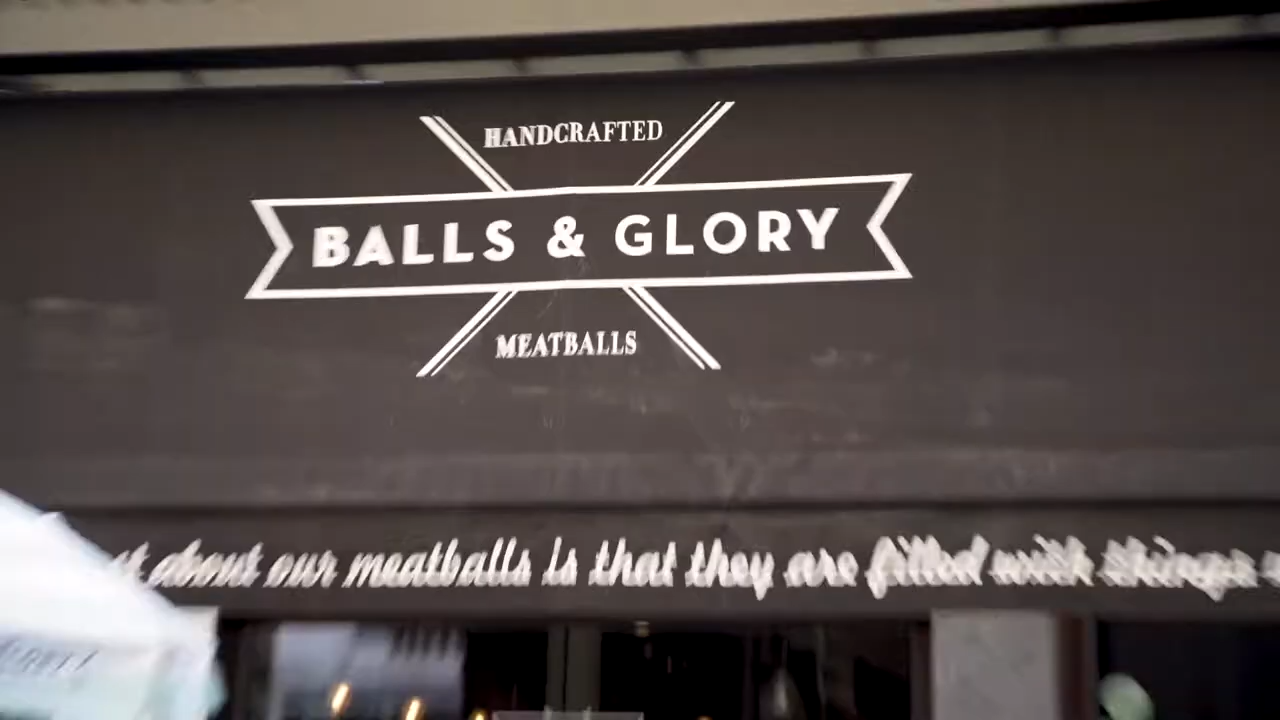 HANDCRAFTED
BALLS & GLORY
MEATBALLS
about our meatballs is that they are filled with things